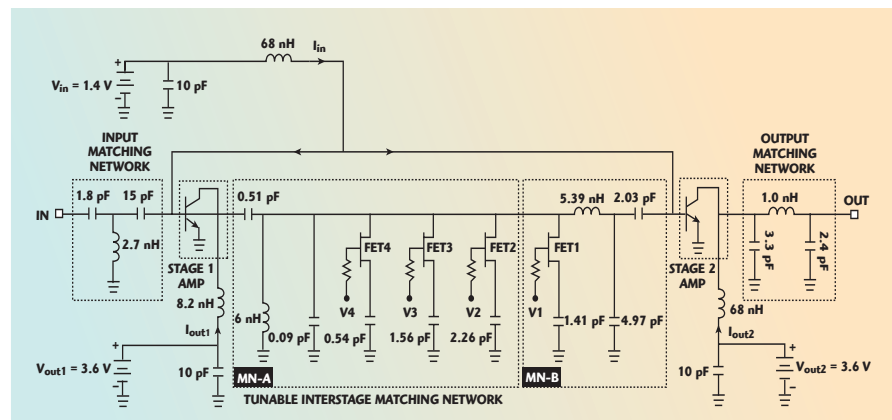 68 nH
I_in
V_in = 1.4 V
10 pF
INPUT
MATCHING
NETWORK
OUTPUT
MATCHING
NETWORK
1.8 pF
15 pF
0.51 pF
5.39 nH
2.03 pF
1.0 nH
IN
OUT
2.7 nH
FET4
FET3
FET2
FET1
3.3 pF
2.4 pF
STAGE 1
AMP
STAGE 2
AMP
8.2 nH
6 nH
V4
V3
V2
V1
68 nH
I_out1
0.09 pF
0.54 pF
1.56 pF
2.26 pF
1.41 pF
4.97 pF
I_out2
V_out1 = 3.6 V
10 pF
MN-A
MN-B
10 pF
V_out2 = 3.6 V
TUNABLE INTERSTAGE MATCHING NETWORK